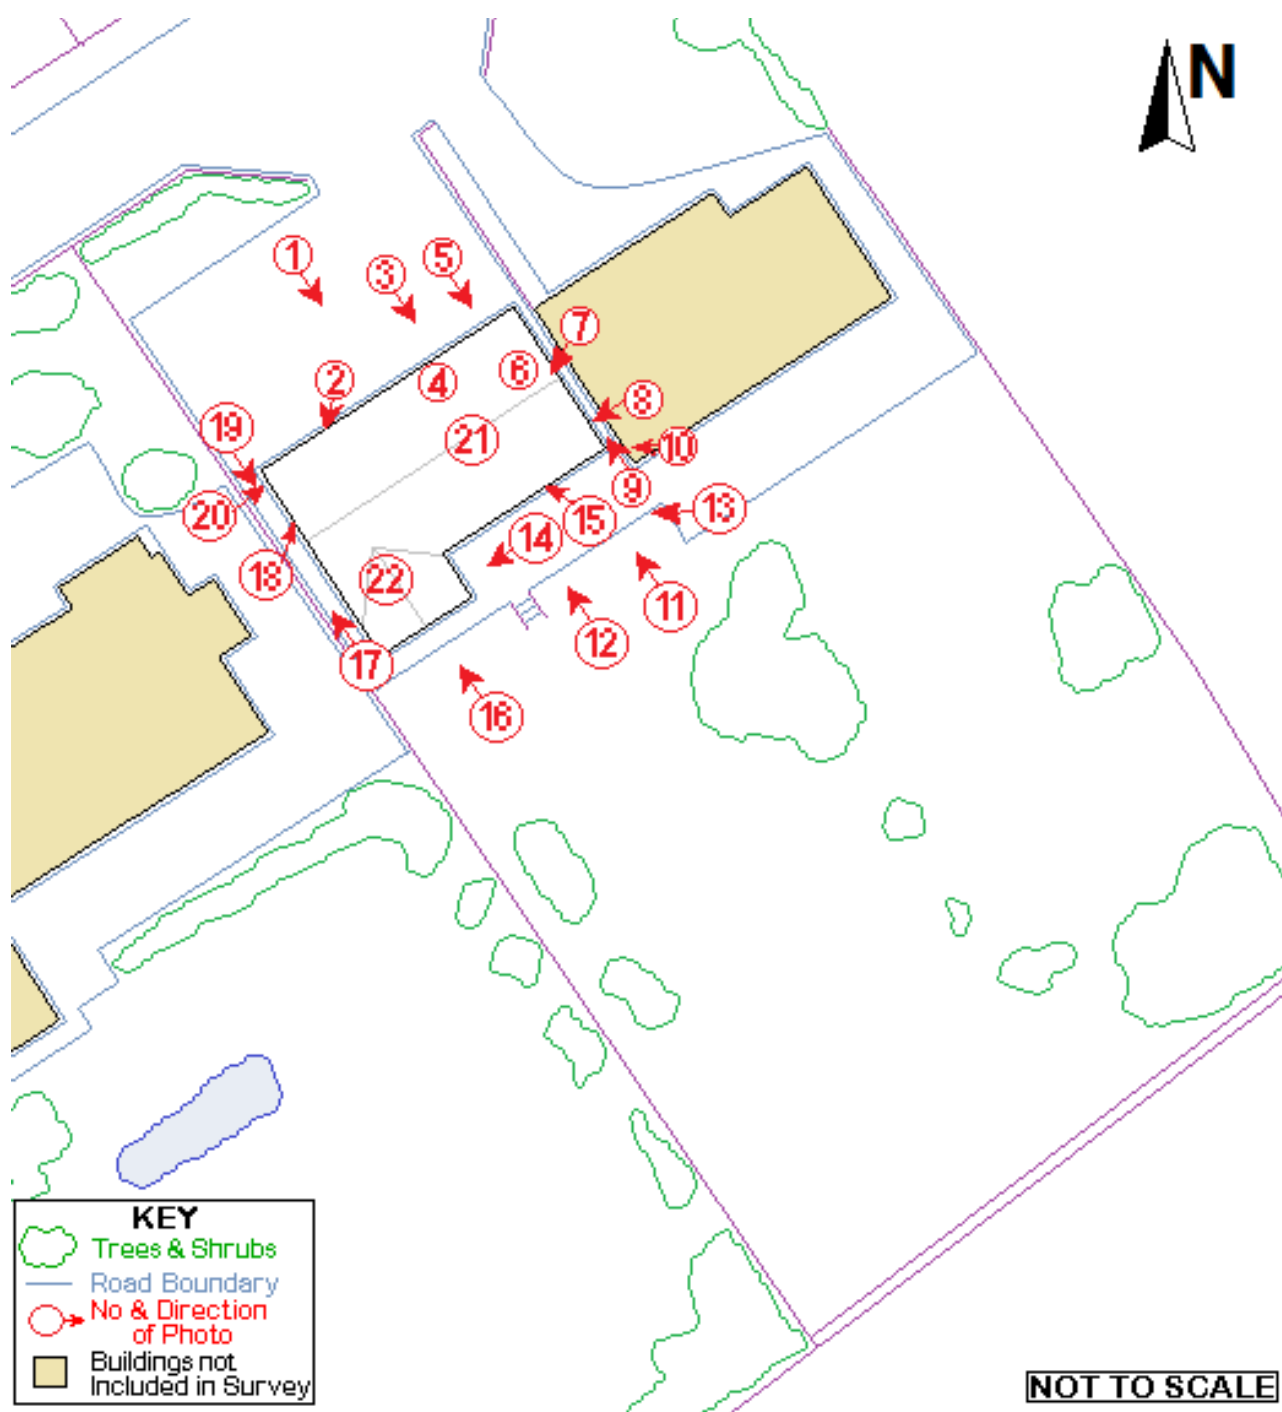 N
1
5
3
7
2
6
4
8
19
21
10
9
20
13
15
14
18
22
11
12
17
16
KEY
Trees & Shrubs
Road Boundary
No & Direction
of Photo
Buildings not
Included in Survey
NOT TO SCALE